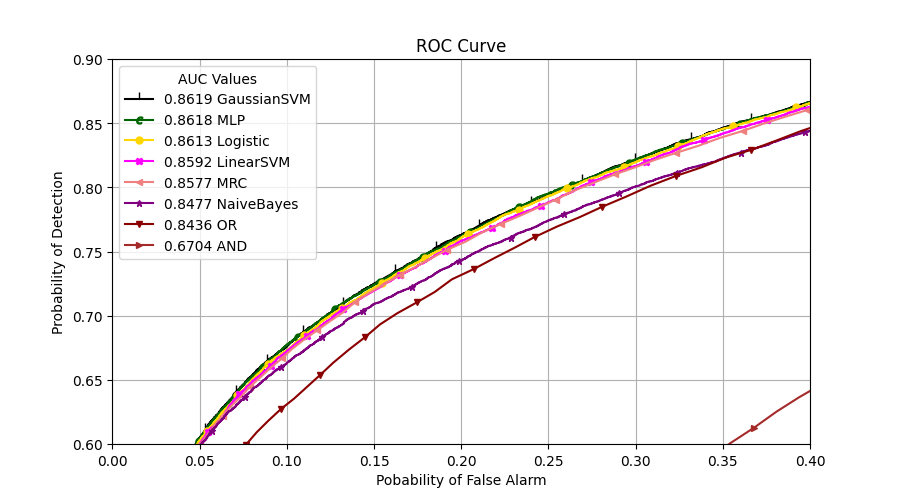 ROC Curve
0.90
0.85
0.80
0.75
0.70
0.65
0.60
Probability of Detection
AUC Values
0.8619 GaussianSVM
0.8618 MLP
0.8613 Logistic
0.8592 LinearSVM
0.8577 MRC
0.8477 NaiveBayes
0.8436 OR
0.6704 AND
0.00 0.05 0.10 0.15 0.20 0.25 0.30 0.35 0.40
Pobability of False Alarm